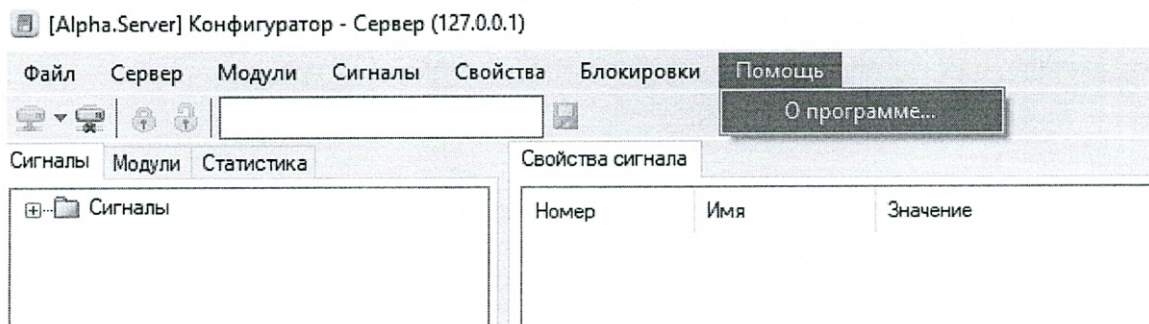 [Alpha.Server] Конфигуратор - Сервер (127.0.0.1)
Файл Сервер Модули Сигналы Свойства Блокировки Помощь
О программе...
Сигналы Модули Статистика
Свойства сигнала
Сигналы
Номер Имя Значение